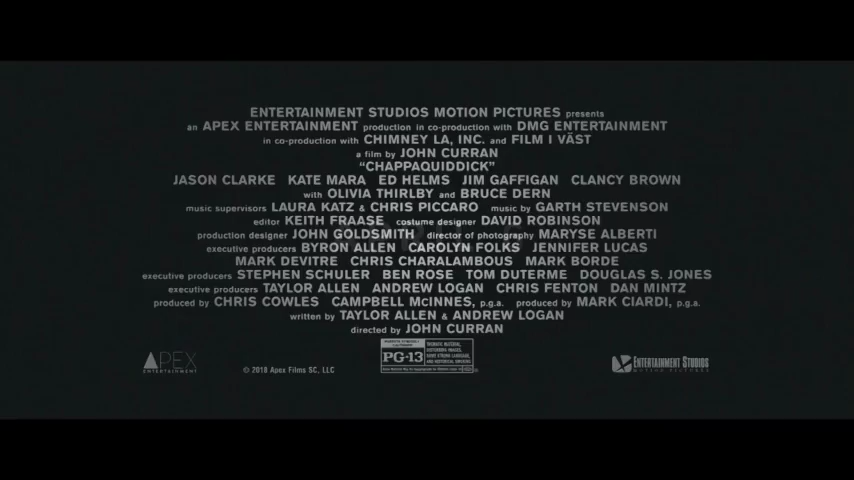 ENTERTAINMENT STUDIOS MOTION PICTURES presents
an APEX ENTERTAINMENT production in co-production with DMG ENTERTAINMENT
in co-production with CHIMNEY LA, INC. and FILM I VÄST
a film by JOHN CURRAN
"CHAPPAQUIDDICK"
JASON CLARKE KATE MARA ED HELMS JIM GAFFIGAN CLANCY BROWN
with OLIVIA THIRLBY and BRUCE DERN
music supervisors LAURA KATZ & CHRIS PICCARO music by GARTH STEVENSON
editor KEITH FRAASE costume designer DAVID ROBINSON
production designer JOHN GOLDSMITH director of photography MARYSE ALBERTI
executive producers BYRON ALLEN CAROLYN FOLKS JENNIFER LUCAS
MARK DEVITRE CHRIS CHARALAMBOUS MARK BORDE
executive producers STEPHEN SCHULER BEN ROSE TOM DUTERME DOUGLAS S. JONES
executive producers TAYLOR ALLEN ANDREW LOGAN CHRIS FENTON DAN MINTZ
produced by CHRIS COWLES CAMPBELL McINNES, p.g.a. produced by MARK CIARDI, p.g.a.
written by TAYLOR ALLEN & ANDREW LOGAN
directed by JOHN CURRAN
PG-13
APEX
ENTERTAINMENT
© 2018 Apex Films SC, LLC
ENTERTAINMENT STUDIOS
MOTION PICTURES